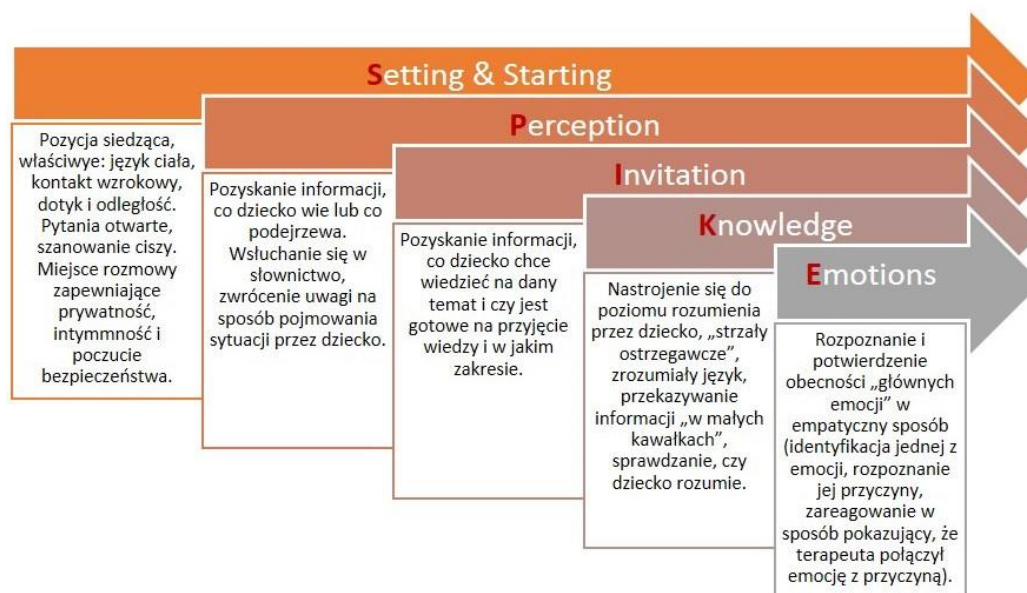 Setting & Starting
Pozycja siedząca,
właściwye: język ciała,
kontakt wzrokowy,
dotyk i odległość.
Pytania otwarte,
szanowanie ciszy.
Miejsce rozmowy
zapewniające
prywatność,
intymmność i
poczucie
bezpieczeństwa.
Perception
Pozyskanie informacji,
co dziecko wie lub co
podejrzewa.
Wsłuchanie się w
słownictwo,
zwrócenie uwagi na
sposób pojmowania
sytuacji przez dziecko.
Invitation
Pozyskanie informacji,
co dziecko chce
wiedzieć na dany
temat i czy jest
gotowe na przyjęcie
wiedzy i w jakim
zakresie.
Knowledge
Nastrojenie się do
poziomu rozumienia
przez dziecko, „strzały
ostrzegawcze”,
zrozumiały język,
przekazywanie
informacji „w małych
kawałkach”,
sprawdzanie, czy
dziecko rozumie.
Emotions
Rozpoznanie i
potwierdzenie
obecności „głównych
emocji” w
empatyczny sposób
(identyfikacja jednej z
emocji, rozpoznanie
jej przyczyny,
zareagowanie w
sposób pokazujący, że
terapeuta połączył
emocję z przyczyną).